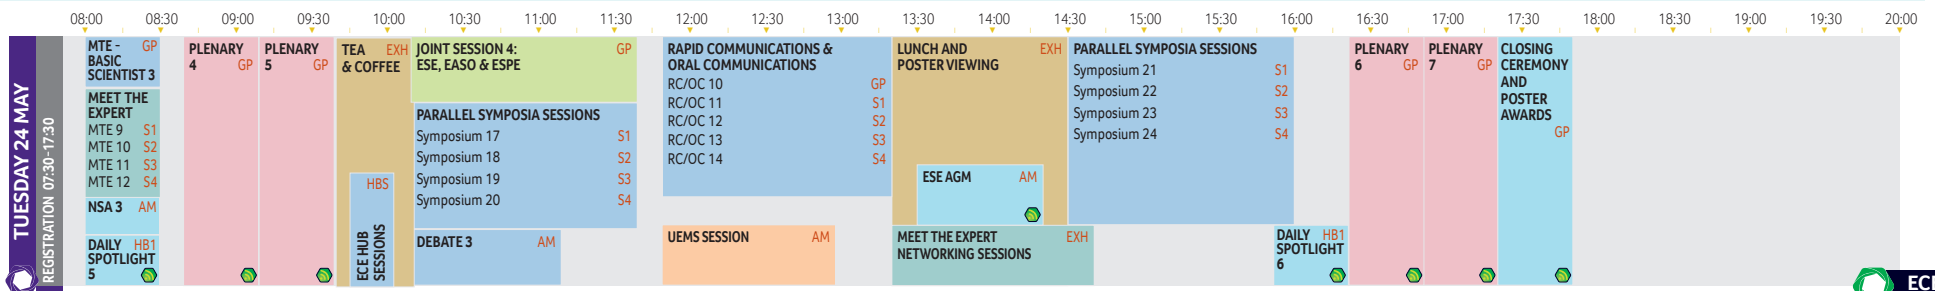 08:00 08:30 09:00 09:30 10:00 10:30 11:00 11:30 12:00 12:30 13:00 13:30 14:00 14:30 15:00 15:30 16:00 16:30 17:00 17:30 18:00 18:30 19:00 19:30 20:00
TUESDAY 24 MAY
REGISTRATION 07:30-17:30
MTE - GP
BASIC
SCIENTIST 3
MEET THE
EXPERT
MTE 9 S1
MTE 10 S2
MTE 11 S3
MTE 12 S4
NSA 3 AM
DAILY HB1
SPOTLIGHT
5
PLENARY
4 GP
PLENARY
5 GP
TEA EXH
& COFFEE
HBS
ECE HUB
SESSIONS
JOINT SESSION 4: GP
ESE, EASO & ESPE
PARALLEL SYMPOSIA SESSIONS
Symposium 17 S1
Symposium 18 S2
Symposium 19 S3
Symposium 20 S4
DEBATE 3 AM
RAPID COMMUNICATIONS &
ORAL COMMUNICATIONS
RC/OC 10 GP
RC/OC 11 S1
RC/OC 12 S2
RC/OC 13 S3
RC/OC 14 S4
UEMS SESSION AM
LUNCH AND EXH
POSTER VIEWING
ESE AGM AM
MEET THE EXPERT EXH
NETWORKING SESSIONS
PARALLEL SYMPOSIA SESSIONS
Symposium 21 S1
Symposium 22 S2
Symposium 23 S3
Symposium 24 S4
DAILY HB1
SPOTLIGHT
6
PLENARY
6 GP
PLENARY
7 GP
CLOSING
CEREMONY
AND
POSTER
AWARDS
GP